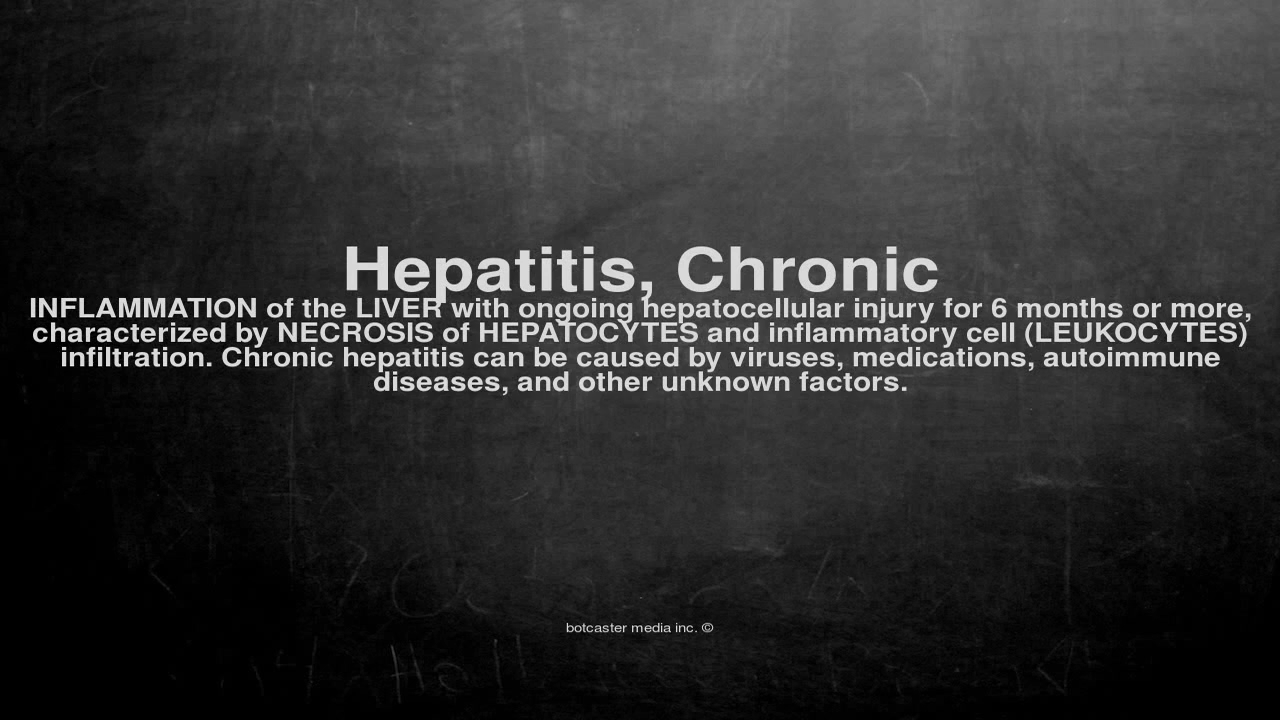 Hepatitis, Chronic
INFLAMMATION of the LIVER with ongoing hepatocellular injury for 6 months or more,
characterized by NECROSIS of HEPATOCYTES and inflammatory cell (LEUKOCYTES)
infiltration. Chronic hepatitis can be caused by viruses, medications, autoimmune
diseases, and other unknown factors.
botcaster media inc. ©